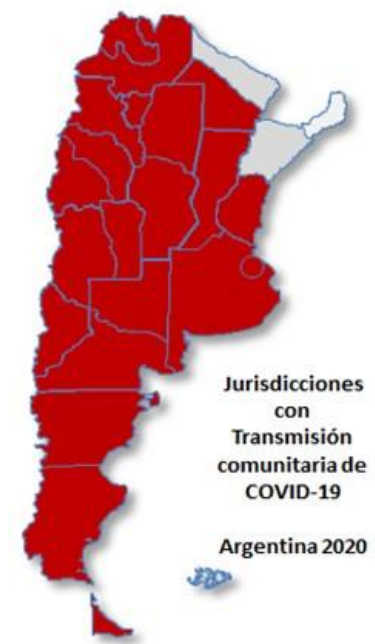 Jurisdicciones
con
Transmisión
comunitaria de
COVID-19
Argentina 2020